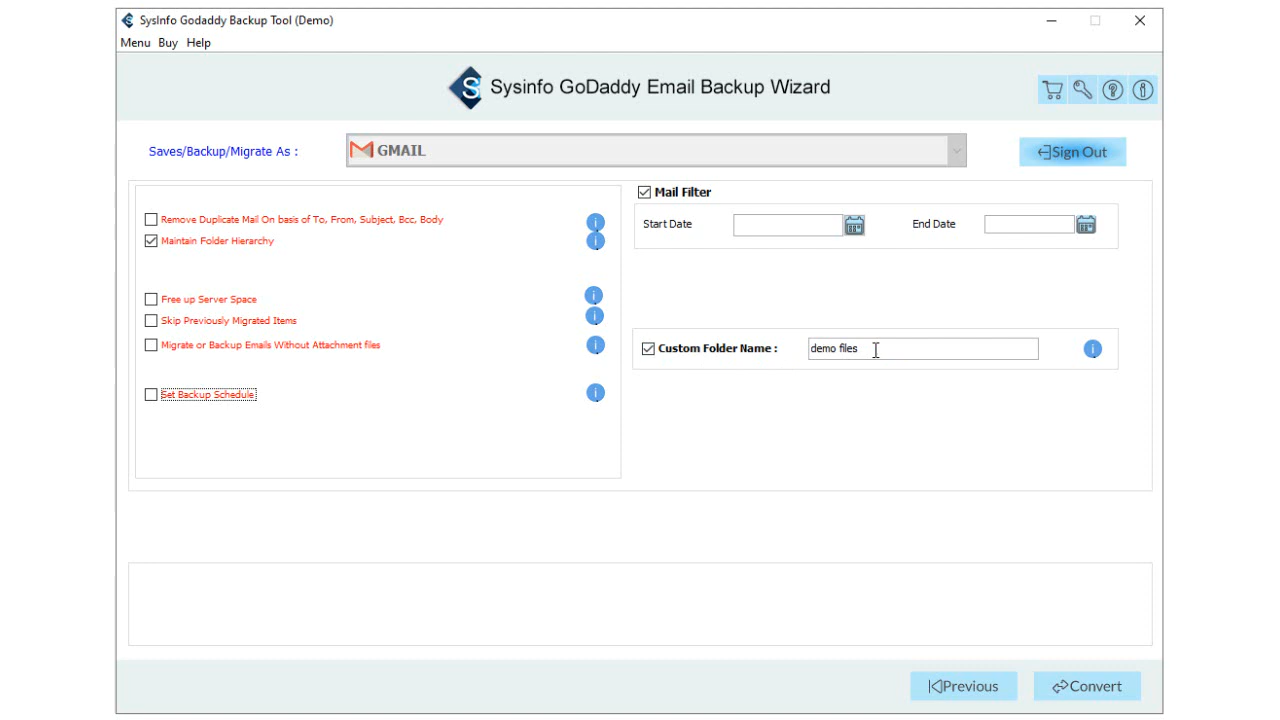 SysInfo Godaddy Backup Tool (Demo)
Menu Buy Help
S Sysinfo GoDaddy Email Backup Wizard
Saves/Backup/Migrate As : GMAIL Sign Out
Remove Duplicate Mail On basis of To, From, Subject, Bcc, Body
Maintain Folder Hierarchy
Free up Server Space
Skip Previously Migrated Items
Migrate or Backup Emails Without Attachment files
Set Backup Schedule
Mail Filter
Start Date End Date
Custom Folder Name : demo files
Previous Convert